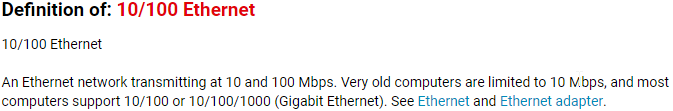 Definition of: 10/100 Ethernet
10/100 Ethernet
An Ethernet network transmitting at 10 and 100 Mbps. Very old computers are limited to 10 Mbps, and most
computers support 10/100 or 10/100/1000 (Gigabit Ethernet). See Ethernet and Ethernet adapter.